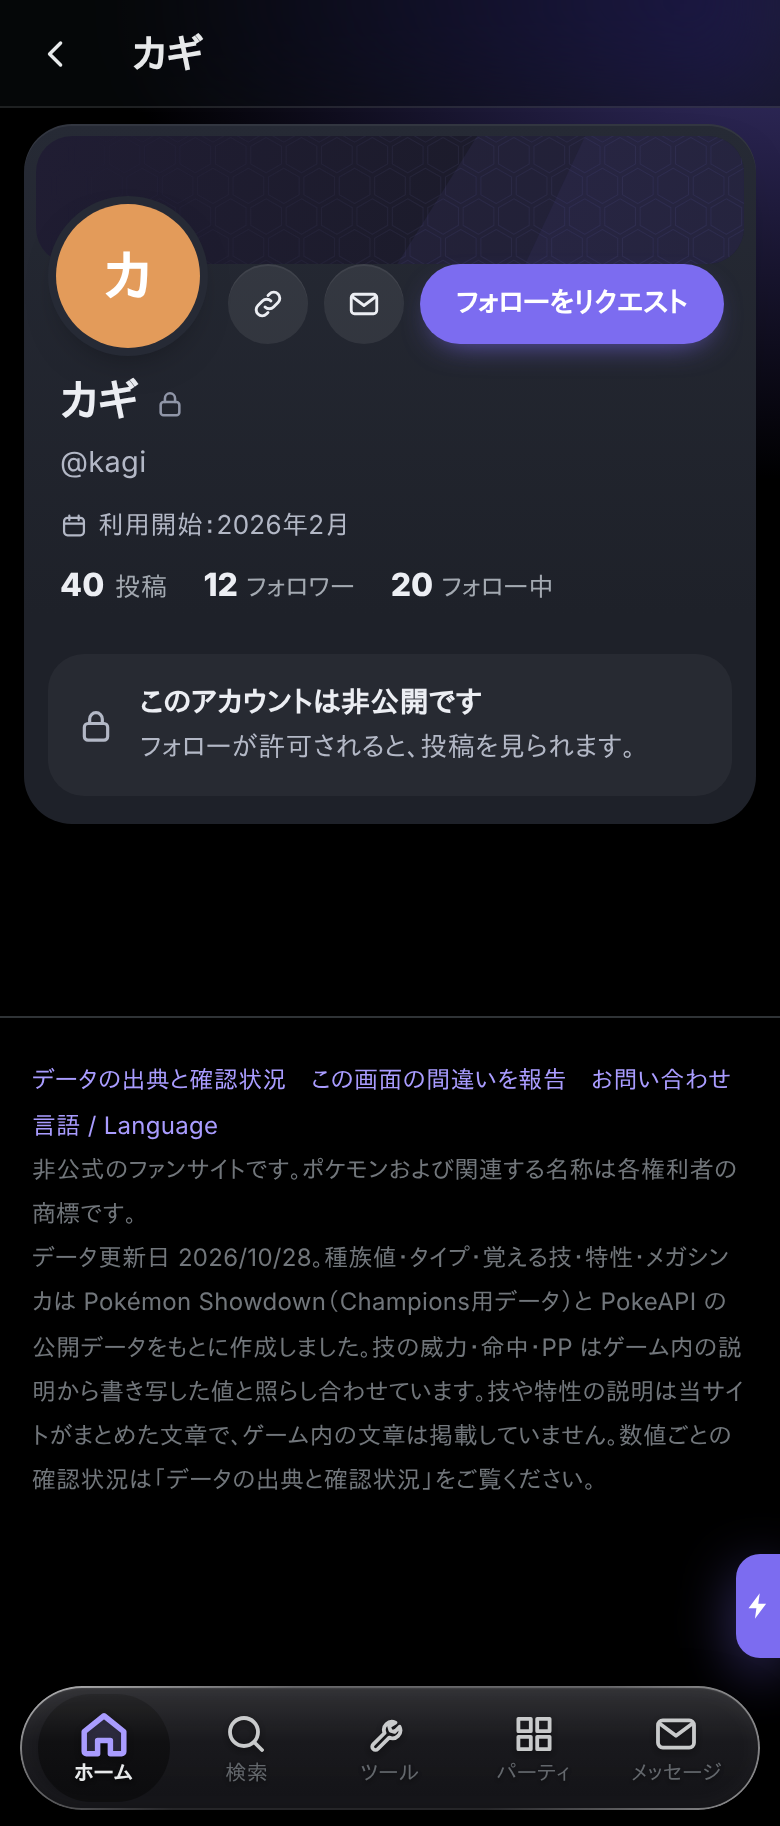 カギ
カ
フォローをリクエスト
カギ
@kagi
利用開始：2026年2月
40 投稿 12 フォロワー 20 フォロー中
このアカウントは非公開です
フォローが許可されると、投稿を見られます。
データの出典と確認状況 この画面の間違いを報告 お問い合わせ
言語 / Language
非公式のファンサイトです。ポケモンおよび関連する名称は各権利者の
商標です。
データ更新日 2026/10/28。種族値・タイプ・覚える技・特性・メガシン
カは Pokémon Showdown（Champions用データ）と PokeAPI の
公開データをもとに作成しました。技の威力・命中・PP はゲーム内の説
明から書き写した値と照らし合わせています。技や特性の説明は当サイ
トがまとめた文章で、ゲーム内の文章は掲載していません。数値ごとの
確認状況は「データの出典と確認状況」をご覧ください。
ホーム 検索 ツール パーティ メッセージ